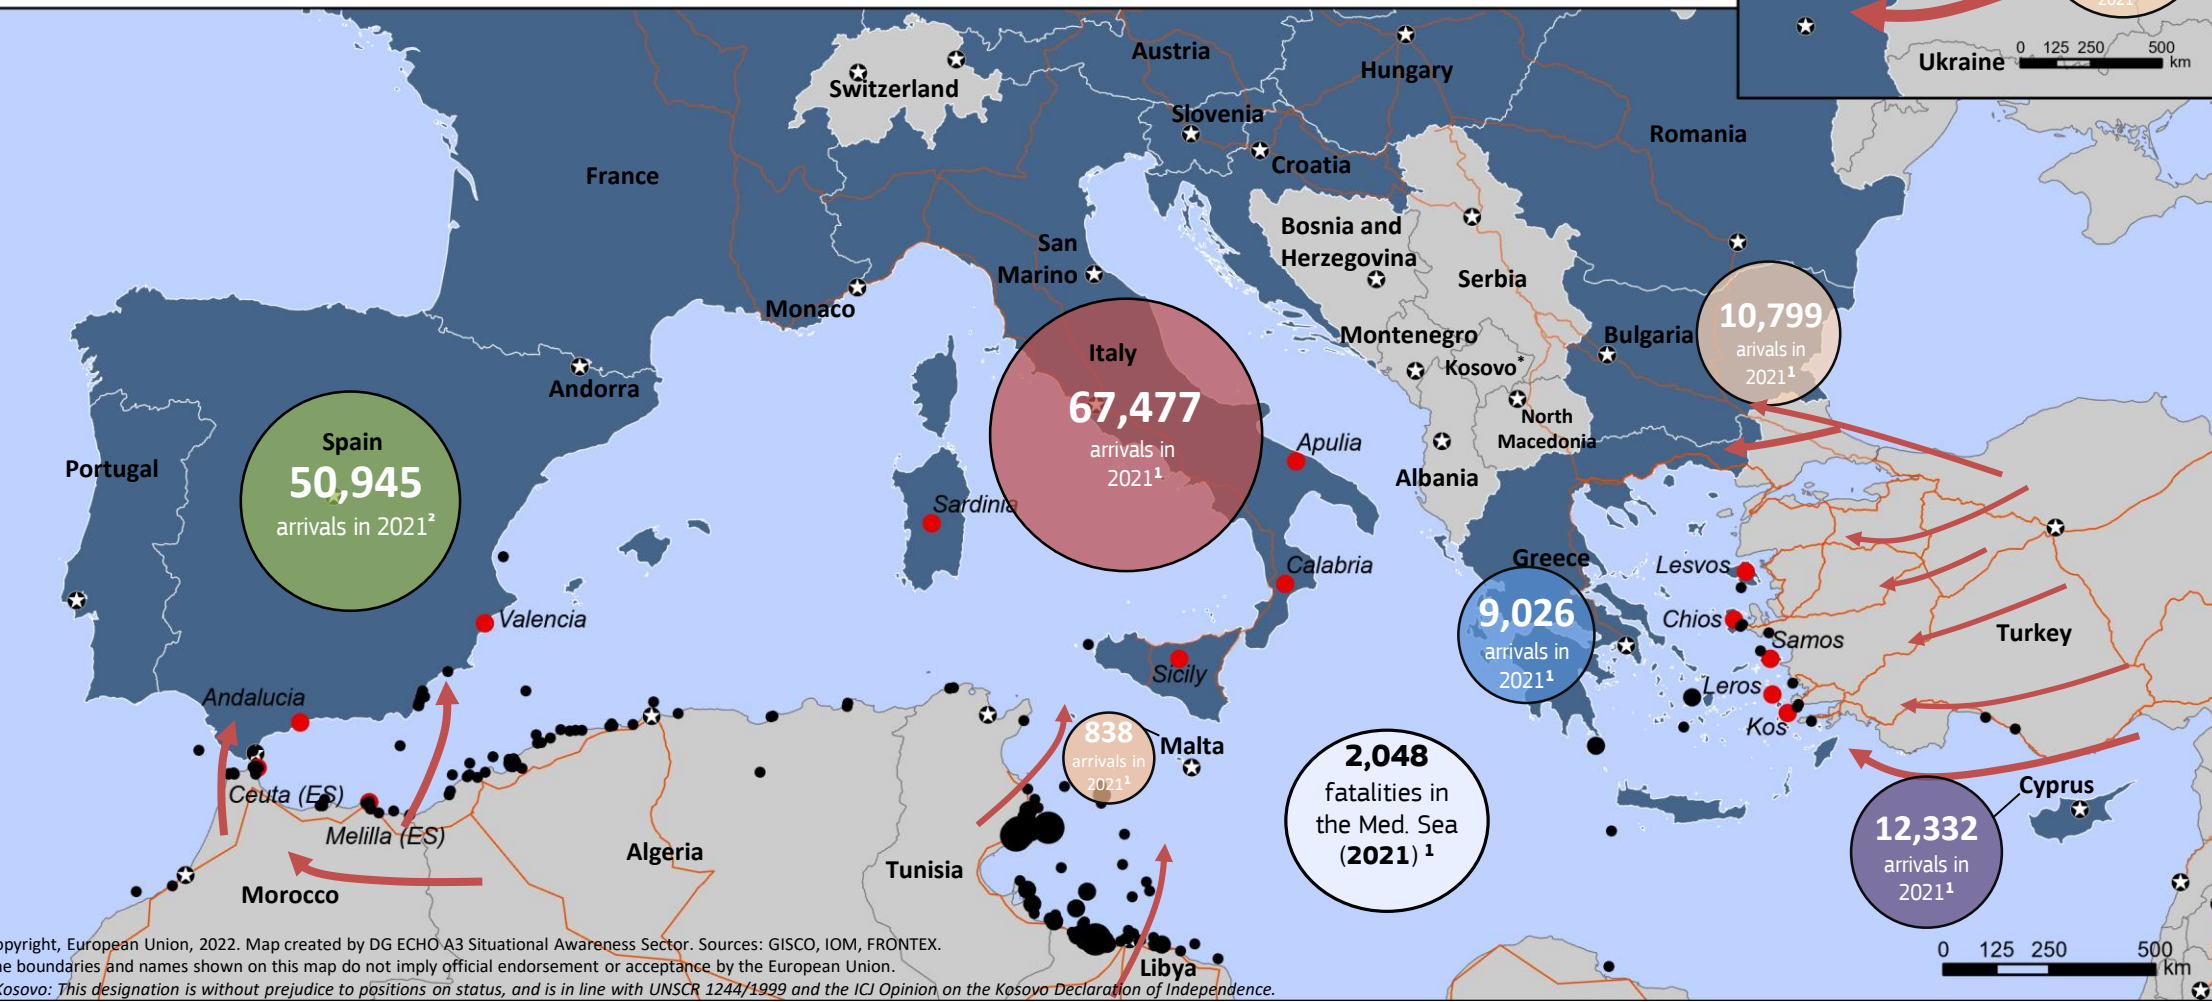 2021
Ukraine
0 125 250 500
km
Austria
Hungary
Switzerland
Slovenia
Croatia
Romania
France
Bosnia and
Herzegovina
San
Marino
Serbia
Monaco
Montenegro
Kosovo*
Bulgaria
10,799
arivals in
2021¹
Andorra
Italy
67,477
arrivals in
2021¹
North
Macedonia
Albania
Apulia
Spain
50,945
arrivals in 2021²
Portugal
Sardinia
Calabria
Greece
9,026
arrivals in
2021¹
Lesvos
Chios
Samos
Turkey
Valencia
Sicily
Leros
Kos
Andalucia
838
arrivals in
2021¹
Malta
2,048
fatalities in
the Med. Sea
(2021) ¹
Cyprus
12,332
arrivals in
2021¹
Ceuta (ES)
Melilla (ES)
Algeria
Tunisia
Morocco
Libya
opyright, European Union, 2022. Map created by DG ECHO A3 Situational Awareness Sector. Sources: GISCO, IOM, FRONTEX.
he boundaries and names shown on this map do not imply official endorsement or acceptance by the European Union.
Kosovo: This designation is without prejudice to positions on status, and is in line with UNSCR 1244/1999 and the ICJ Opinion on the Kosovo Declaration of Independence.
0 125 250 500
km